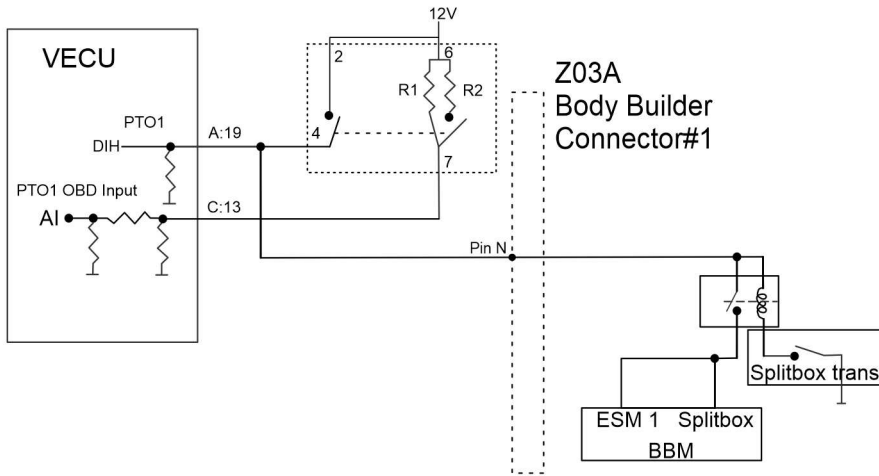 12V
VECU
2
6
R1
R2
Z03A
Body Builder
Connector#1
PTO1
A:19
4
DIH
7
PTO1 OBD Input
C:13
AI
Pin N
Splitbox trans
ESM 1 Splitbox
BBM